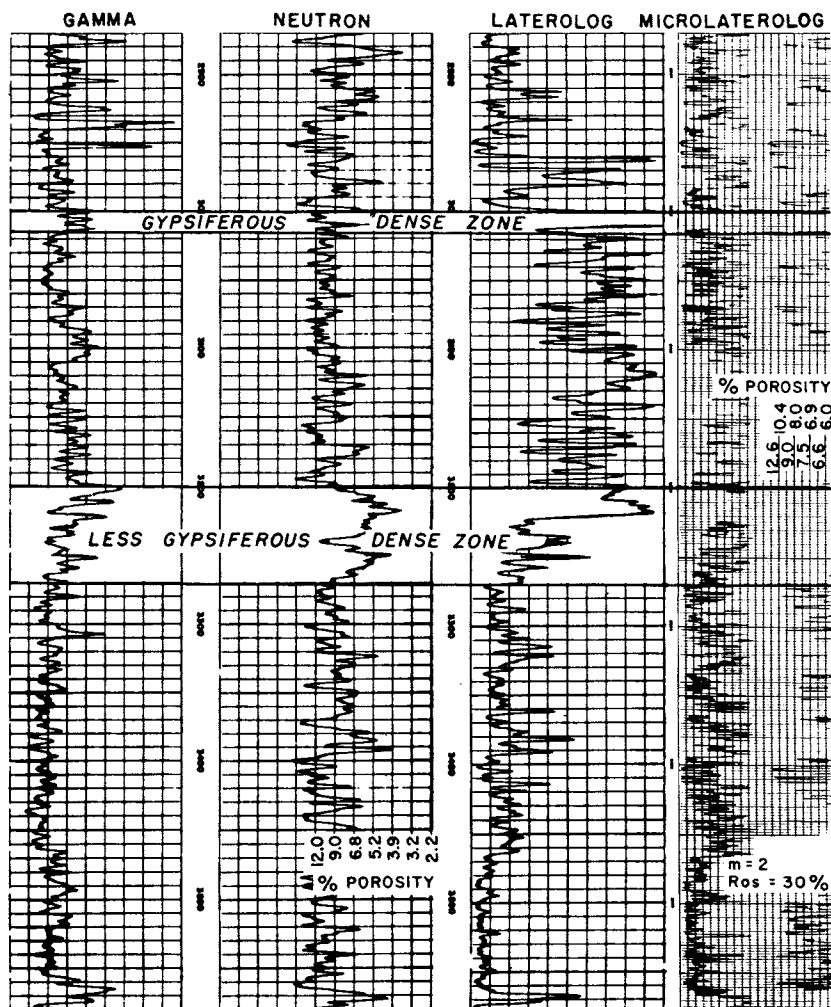 GAMMA
NEUTRON
LATEROLOG
MICROLATEROLOG
GYPSIFEROUS DENSE ZONE
% POROSITY
12.6 10.4
9.0 8.0
7.5 6.9
6.6 6.0
LESS GYPSIFEROUS DENSE ZONE
12.0
9.0
6.8
5.2
3.9
3.2
2.2
% POROSITY
m = 2
Ros = 30%